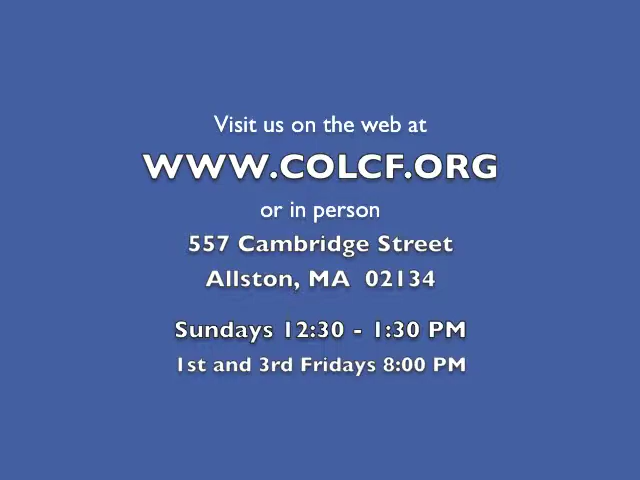 Visit us on the web at
WWW.COLCF.ORG
or in person
557 Cambridge Street
Allston, MA  02134
Sundays 12:30 - 1:30 PM
1st and 3rd Fridays 8:00 PM